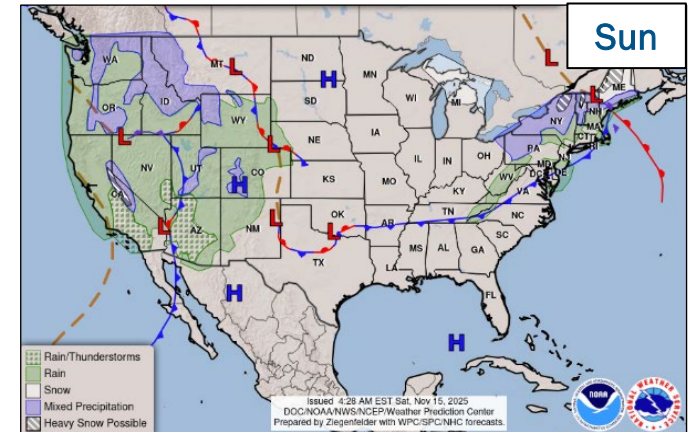 Sun
WA
MT
L
ND
H
MN
L
ME
L
OR
ID
SD
WI
MI
VT
NH
NY
MA
CT
RI
L
WY
L
NE
IA
PA
NJ
NV
UT
H
CO
IL
IN
OH
MD
DE
DC
WV
VA
CA
KS
MO
KY
L
AZ
NM
L
OK
L
AR
TN
NC
SC
TX
LA
MS
AL
GA
H
FL
H
Rain/Thunderstorms
Rain
Snow
Mixed Precipitation
Heavy Snow Possible
Issued 4:28 AM EST Sat, Nov 15, 2025
DOC/NOAA/NWS/NCEP/Weather Prediction Center
Prepared by Ziegenfelder with WPC/SPC/NHC forecasts.
NOAA